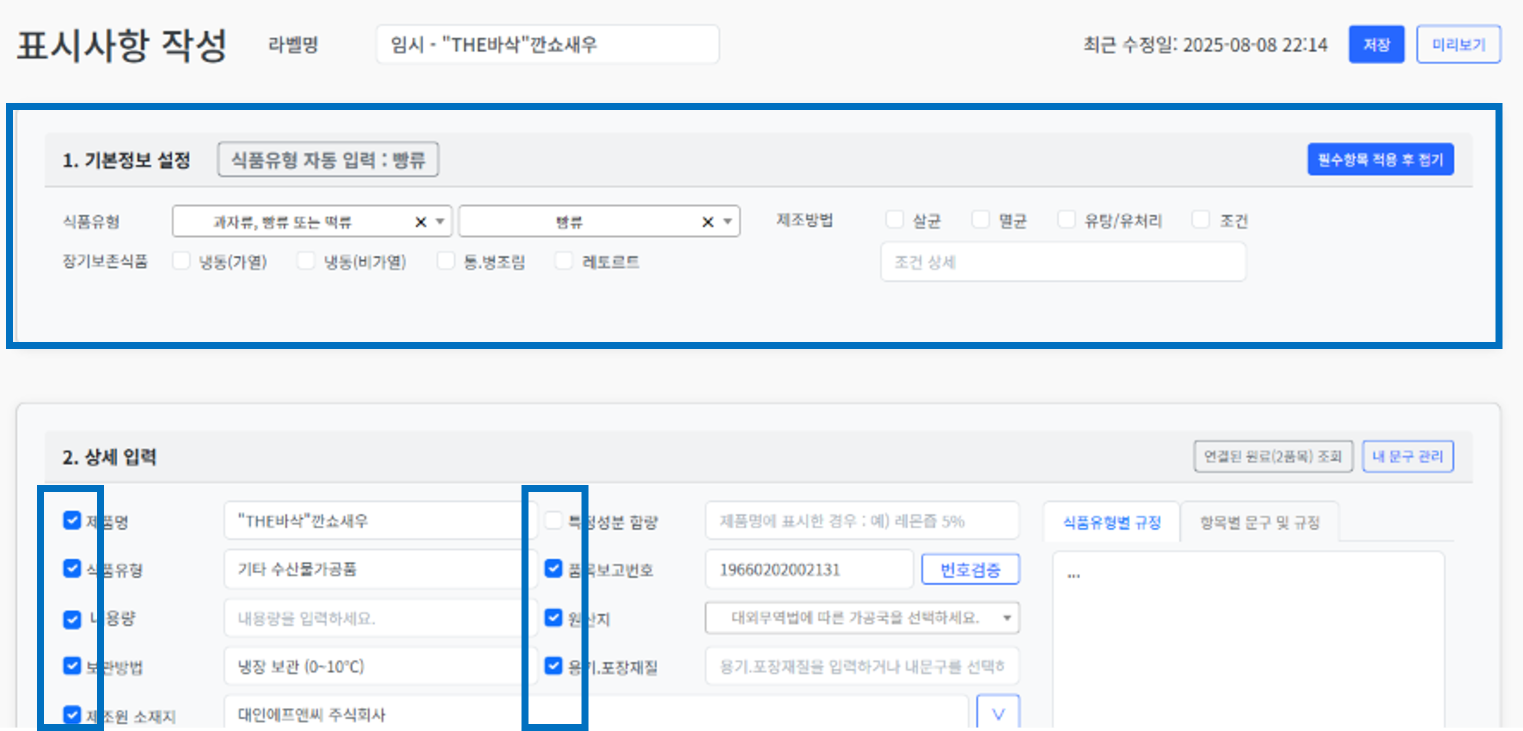 표시사항 작성 라벨명 임시 - "THE바삭"깐쇼새우 최근 수정일: 2025-08-08 22:14 저장 미리보기
1. 기본정보 설정 식품유형 자동 입력 : 빵류 필수항목 적용 후 접기
식품유형 과자류, 빵류 또는 떡류 × 빵류 × 제조방법 살균 멸균 유탕/유처리 조건
장기보존식품 냉동(가열) 냉동(비가열) 통.병조림 레토르트 조건 상세
2. 상세 입력 연결된 원료(2품목) 조회 내 문구 관리
제품명 "THE바삭"깐쇼새우 특정성분 함량 제품명에 표시한 경우 : 예) 레몬즙 5% 식품유형별 규정 항목별 문구 및 규정
식품유형 기타 수산물가공품 품목보고번호 19660202002131 번호검증 ...
내용량 내용량을 입력하세요. 원산지 대외무역법에 따른 가공국을 선택하세요.
보관방법 냉장 보관 (0~10℃) 용기.포장재질 용기.포장재질을 입력하거나 내문구를 선택하
제조원 소재지 대인에프앤씨 주식회사 V